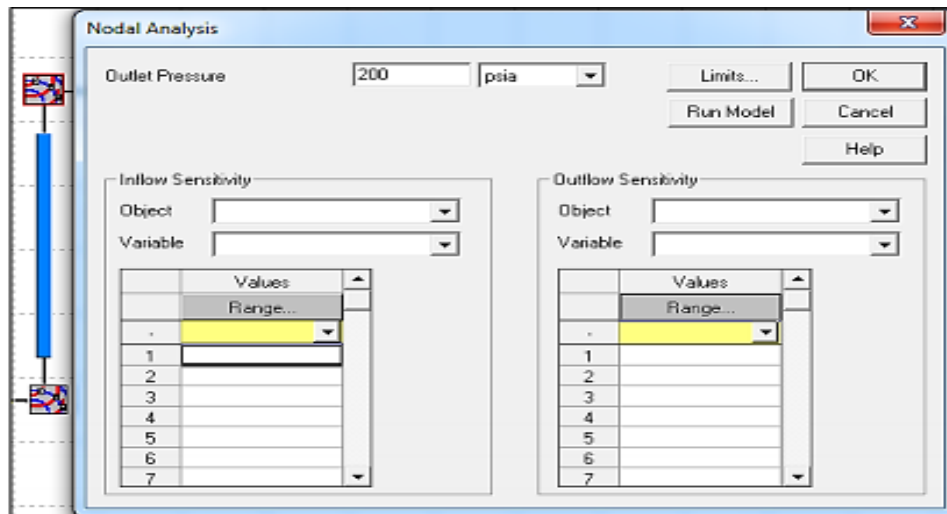 Nodal Analysis
Outlet Pressure 200 psia Limits... OK
Run Model Cancel
Help
Inflow Sensitivity
Object
Variable
Values
Range...
1
2
3
4
5
6
7
Outflow Sensitivity
Object
Variable
Values
Range...
1
2
3
4
5
6
7